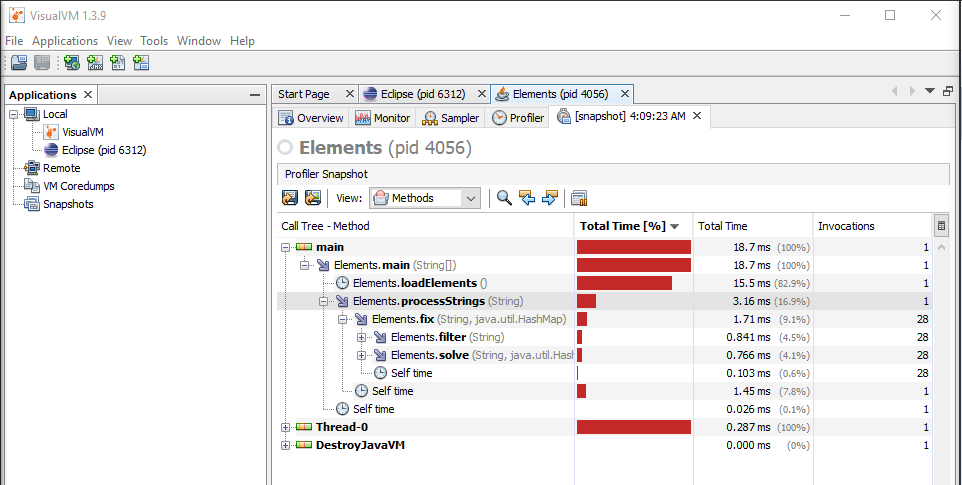 VisualVM 1.3.9
File Applications View Tools Window Help
Applications
Local
VisualVM
Eclipse (pid 6312)
Remote
VM Coredumps
Snapshots
Start Page Eclipse (pid 6312) Elements (pid 4056)
Overview Monitor Sampler Profiler [snapshot] 4:09:23 AM
Elements (pid 4056)
Profiler Snapshot
View: Methods
Call Tree - Method Total Time [%] Total Time Invocations
main 18.7 ms (100%) 1
Elements.main (String[]) 18.7 ms (100%) 1
Elements.loadElements () 15.5 ms (82.9%) 1
Elements.processStrings (String) 3.16 ms (16.9%) 1
Elements.fix (String, java.util.HashMap) 1.71 ms (9.1%) 28
Elements.filter (String) 0.841 ms (4.5%) 28
Elements.solve (String, java.util.Hash 0.766 ms (4.1%) 28
Self time 0.103 ms (0.6%) 28
Self time 1.45 ms (7.8%) 1
Self time 0.026 ms (0.1%) 1
Thread-0 0.287 ms (100%) 1
DestroyJavaVM 0.000 ms (0%) 1